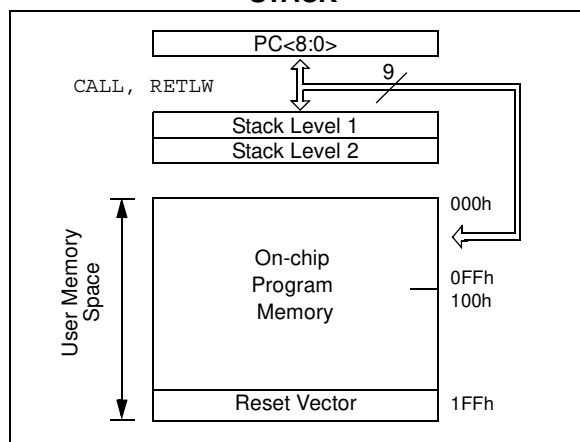 PC<8:0>
9
CALL, RETLW
Stack Level 1
Stack Level 2
000h
User Memory
Space
On-chip
Program
Memory
0FFh
100h
Reset Vector
1FFh